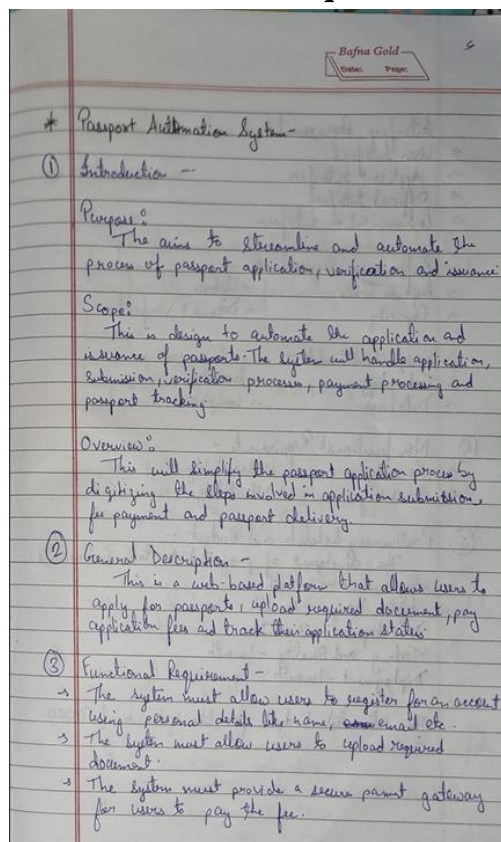 Bafna Gold
Date: Page:
* Passport Automation System -
① Introduction -
Purpose:
The aims to streamline and automate the
process of passport application, verification and issuance
Scope:
This is design to automate the application and
issuance of passports. The system will handle application,
submission, verification processes, payment processing and
passport tracking.
Overview:
This will simplify the passport application process by
digitizing the steps involved in application submission,
fee payment and passport delivery.
② General Description -
This is a web-based platform that allows users to
apply for passports, upload required document, pay
application fees and track their application status
③ Functional Requirement -
→ The system must allow users to register for an account
using personal details like name, email etc.
→ The system must allow users to upload required
document.
→ The system must provide a secure gateway
for users to pay the fee.